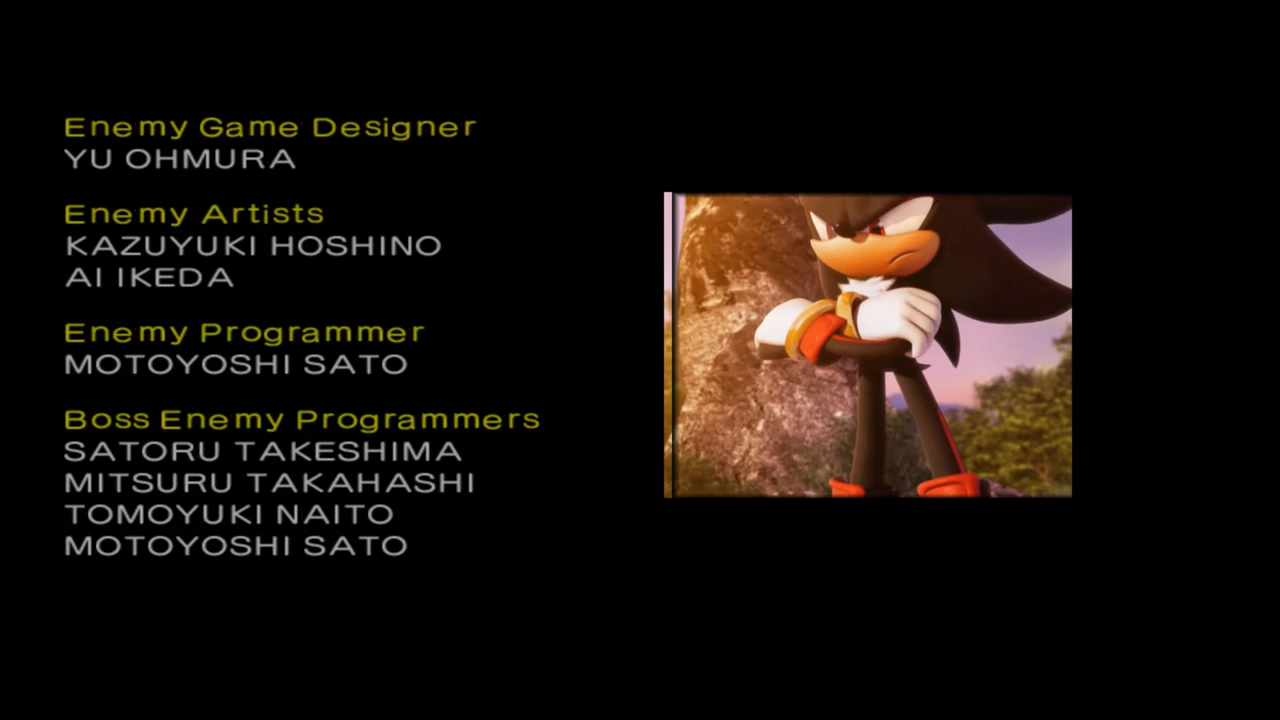 Enemy Game Designer
YU OHMURA
Enemy Artists
KAZUYUKI HOSHINO
AI IKEDA
Enemy Programmer
MOTOYOSHI SATO
Boss Enemy Programmers
SATORU TAKESHIMA
MITSURU TAKAHASHI
TOMOYUKI NAITO
MOTOYOSHI SATO